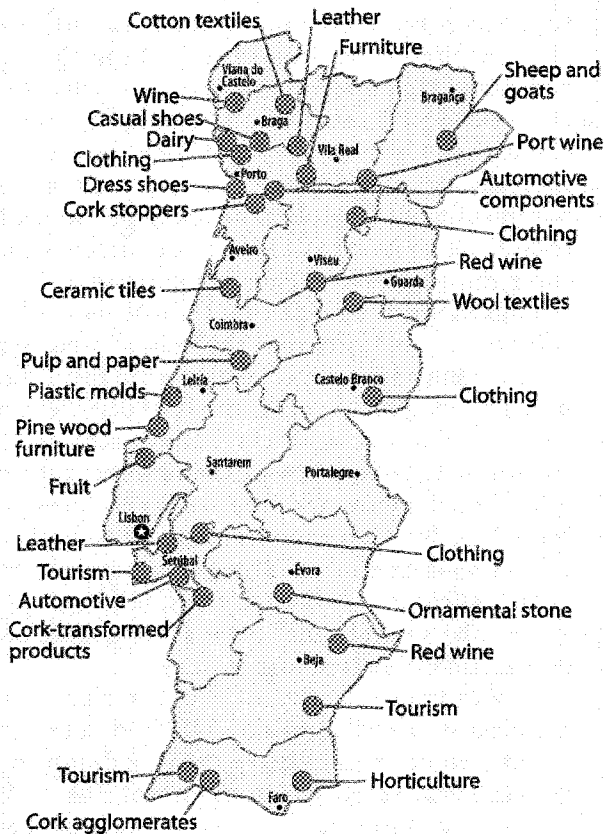 Cotton textiles
Leather
Furniture
Viana do
Castelo
Sheep and
goats
Bragança
Wine
Braga
Casual shoes
Dairy
Vila Real
Port wine
Clothing
Porto
Dress shoes
Automotive
components
Cork stoppers
Clothing
Aveiro
Viseu
Red wine
Guarda
Ceramic tiles
Wool textiles
Coimbra
Pulp and paper
Leiria
Castelo Branco
Plastic molds
Clothing
Pine wood
furniture
Santarem
Portalegre
Fruit
Lisbon
Leather
Clothing
Setúbal
Tourism
Évora
Automotive
Ornamental stone
Cork-transformed
products
Red wine
Beja
Tourism
Tourism
Horticulture
Faro
Cork agglomerates